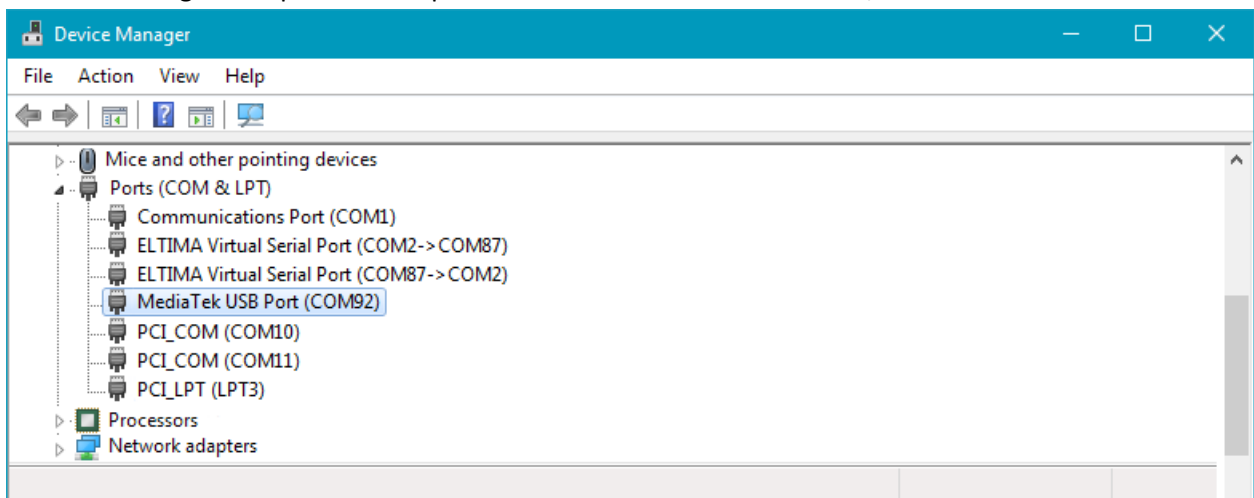 Device Manager
File Action View Help
Mice and other pointing devices
Ports (COM & LPT)
Communications Port (COM1)
ELTIMA Virtual Serial Port (COM2->COM87)
ELTIMA Virtual Serial Port (COM87->COM2)
MediaTek USB Port (COM92)
PCI_COM (COM10)
PCI_COM (COM11)
PCI_LPT (LPT3)
Processors
Network adapters